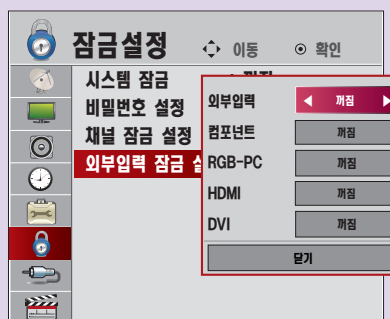 잠금설정 이동 확인
시스템 잠금
비밀번호 설정
채널 잠금 설정
외부입력 잠금
외부입력 ◀ 꺼짐 ▶
컴포넌트 꺼짐
RGB-PC 꺼짐
HDMI 꺼짐
DVI 꺼짐
닫기